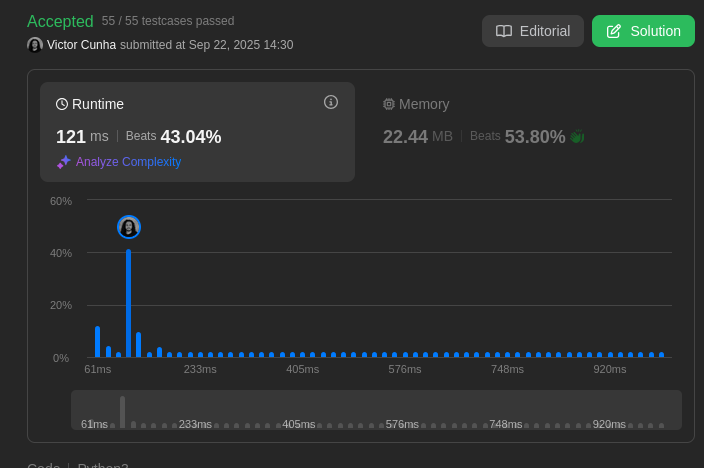 Accepted 55 / 55 testcases passed
Editorial
Solution
Victor Cunha submitted at Sep 22, 2025 14:30
Runtime
Memory
121 ms | Beats 43.04%
22.44 MB | Beats 53.80%
Analyze Complexity
60%
40%
20%
0%
61ms 233ms 405ms 576ms 748ms 920ms
61ms 233ms 405ms 576ms 748ms 920ms
Code | Python3